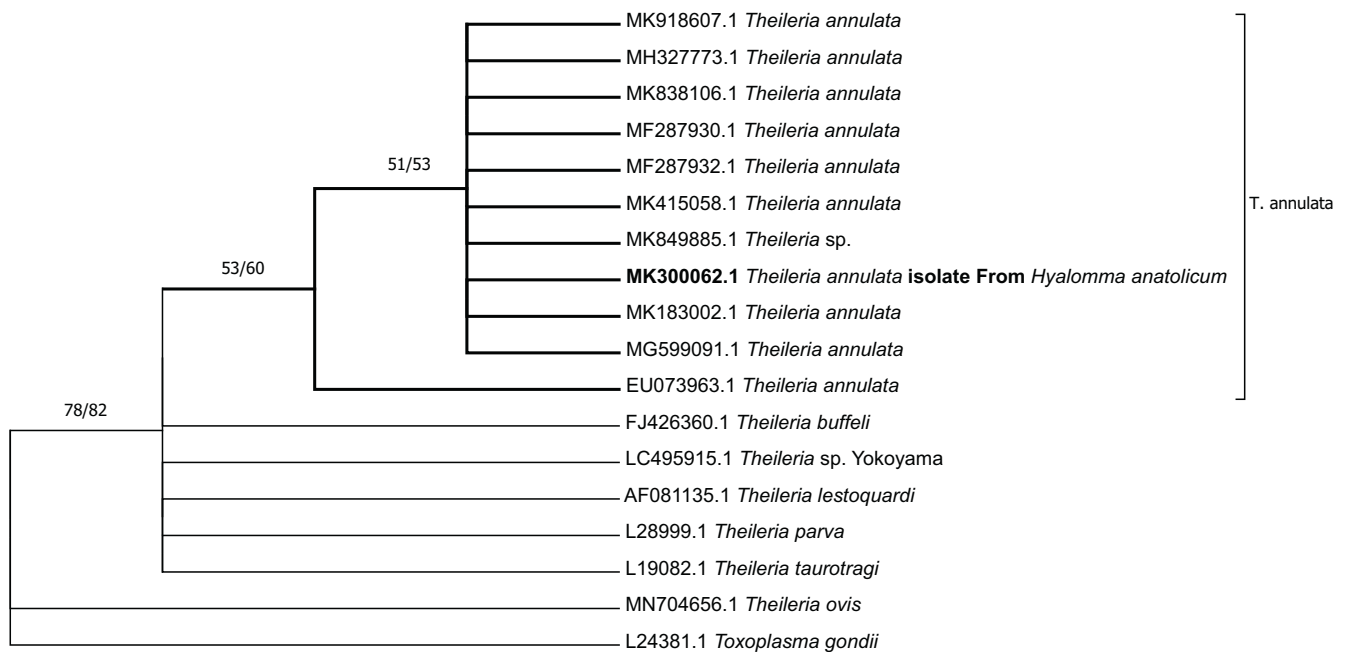 MK918607.1 Theileria annulata
MH327773.1 Theileria annulata
MK838106.1 Theileria annulata
MF287930.1 Theileria annulata
51/53
MF287932.1 Theileria annulata
MK415058.1 Theileria annulata
T. annulata
MK849885.1 Theileria sp.
53/60
MK300062.1 Theileria annulata isolate From Hyalomma anatolicum
MK183002.1 Theileria annulata
MG599091.1 Theileria annulata
EU073963.1 Theileria annulata
78/82
FJ426360.1 Theileria buffeli
LC495915.1 Theileria sp. Yokoyama
AF081135.1 Theileria lestoquardi
L28999.1 Theileria parva
L19082.1 Theileria taurotragi
MN704656.1 Theileria ovis
L24381.1 Toxoplasma gondii